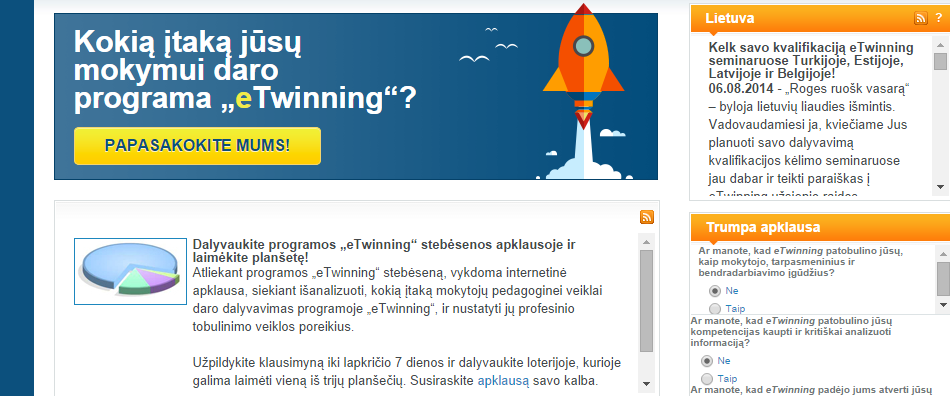 Kokią įtaką jūsų
mokymui daro
programa „eTwinning“?
PAPASAKOKITE MUMS!
Dalyvaukite programos „eTwinning“ stebėsenos apklausoje ir
laimėkite planšetę!
Atliekant programos „eTwinning“ stebėseną, vykdoma internetinė
apklausa, siekiant išanalizuoti, kokią įtaką mokytojų pedagoginei veiklai
daro dalyvavimas programoje „eTwinning“, ir nustatyti jų profesinio
tobulinimo veiklos poreikius.
Užpildykite klausimyną iki lapkričio 7 dienos ir dalyvaukite loterijoje, kurioje
galima laimėti vieną iš trijų planšečių. Susiraskite apklausą savo kalba.
Lietuva ?
Kelk savo kvalifikaciją eTwinning
seminaruose Turkijoje, Estijoje,
Latvijoje ir Belgijoje!
06.08.2014 - „Roges ruošk vasarą“
– byloja lietuvių liaudies išmintis.
Vadovaudamiesi ja, kviečiame Jus
planuoti savo dalyvavimą
kvalifikacijos kėlimo seminaruose
jau dabar ir teikti paraiškas į
eTwinning užsienio
Trumpa apklausa
Ar manote, kad eTwinning patobulino jūsų,
kaip mokytojo, tarpasmeninius ir
bendradarbiavimo įgūdžius?
Ne
Taip
Ar manote, kad eTwinning patobulino jūsų
kompetencijas kaupti ir kritiškai analizuoti
informaciją?
Ne
Taip
Ar manote, kad eTwinning padėjo jums atverti jūsų